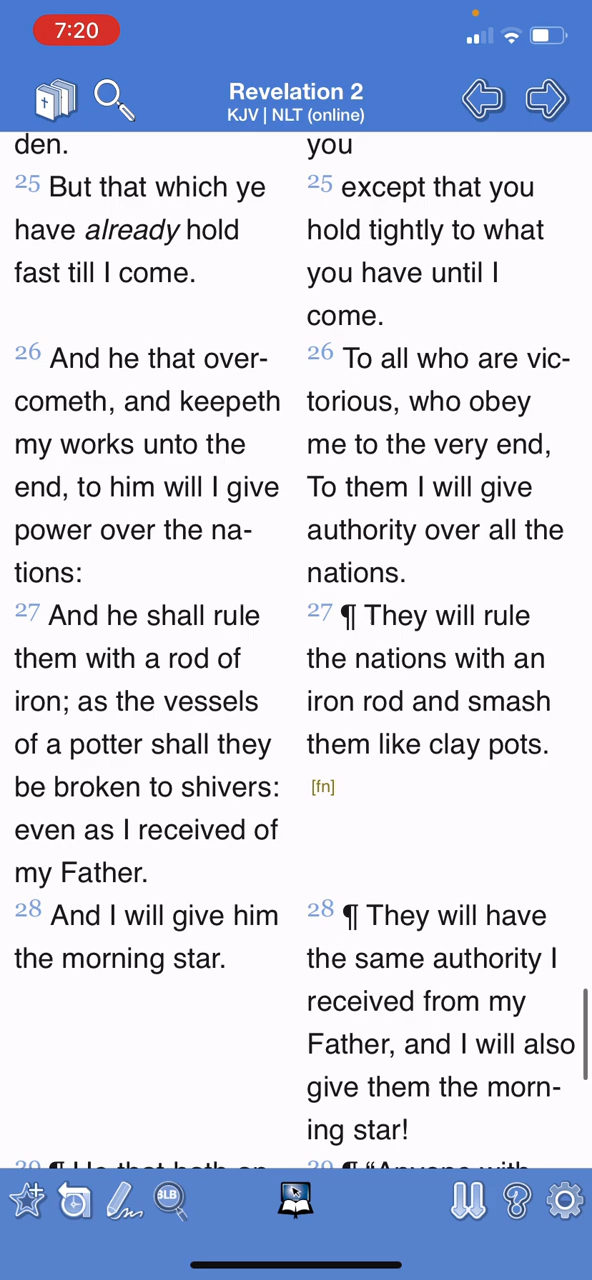 7:20
Revelation 2
KJV | NLT (online)
den.
25 But that which ye
have already hold
fast till I come.
26 And he that over-
cometh, and keepeth
my works unto the
end, to him will I give
power over the na-
tions:
27 And he shall rule
them with a rod of
iron; as the vessels
of a potter shall they
be broken to shivers:
even as I received of
my Father.
28 And I will give him
the morning star.
you
25 except that you
hold tightly to what
you have until I
come.
26 To all who are vic-
torious, who obey
me to the very end,
To them I will give
authority over all the
nations.
27 ¶ They will rule
the nations with an
iron rod and smash
them like clay pots.
[fn]
28 ¶ They will have
the same authority I
received from my
Father, and I will also
give them the morn-
ing star!
BLB